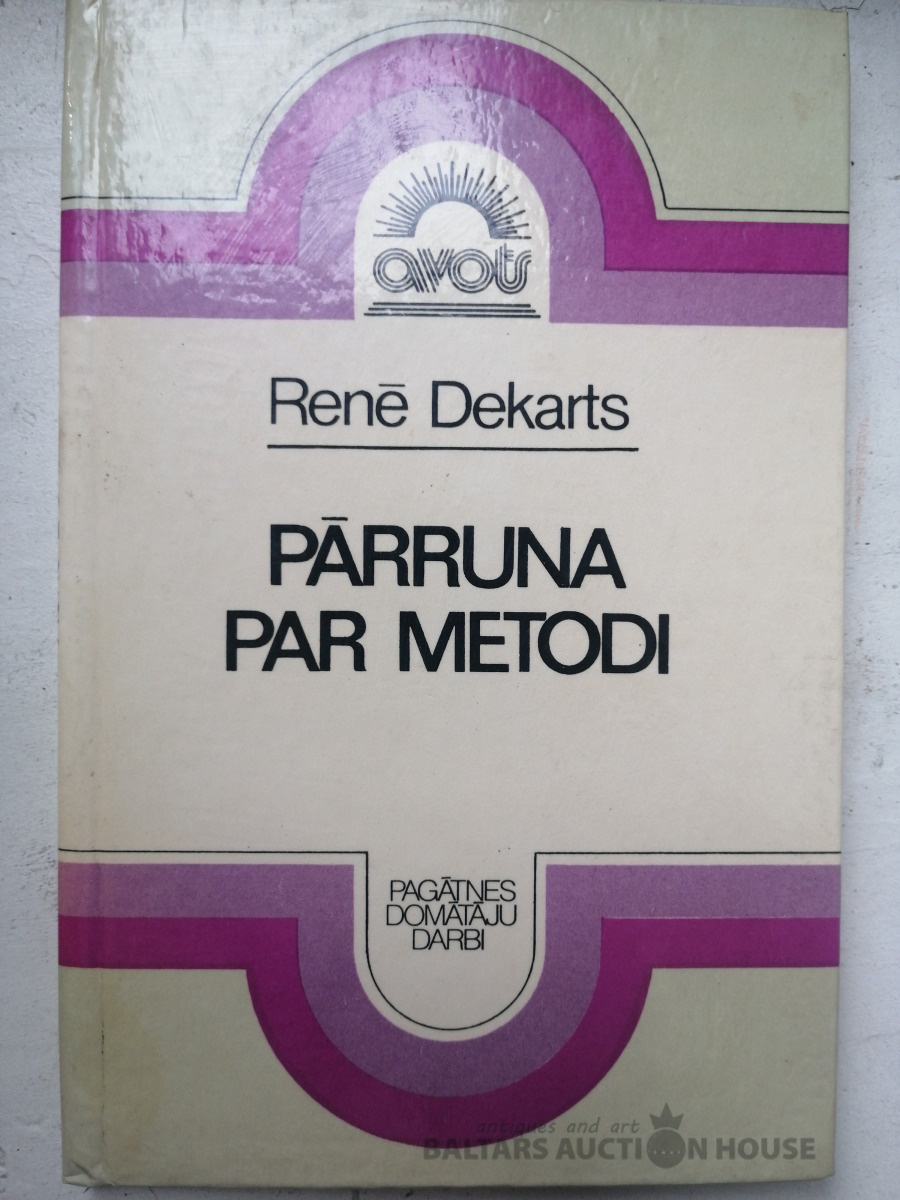 avots
Renē Dekarts
PĀRRUNA
PAR METODI
PAGĀTNES
DOMĀTĀJU
DARBI
antiques and art
BALTARS AUCTION HOUSE